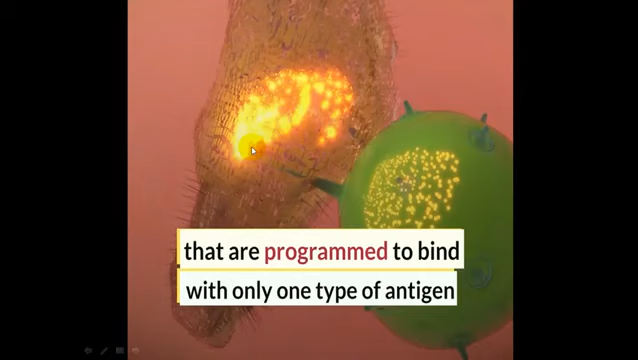 that are programmed to bind
with only one type of antigen